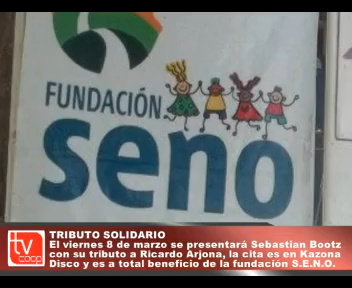 FUNDACIÓN
seno
tv
coop
TRIBUTO SOLIDARIO
El viernes 8 de marzo se presentará Sebastian Bootz
con su tributo a Ricardo Arjona, la cita es en Kazona
Disco y es a total beneficio de la fundación S.E.N.O.